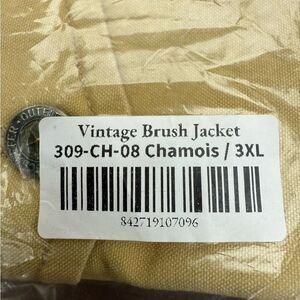 Vintage Brush Jacket
309-CH-08 Chamois / 3XL
842719107096